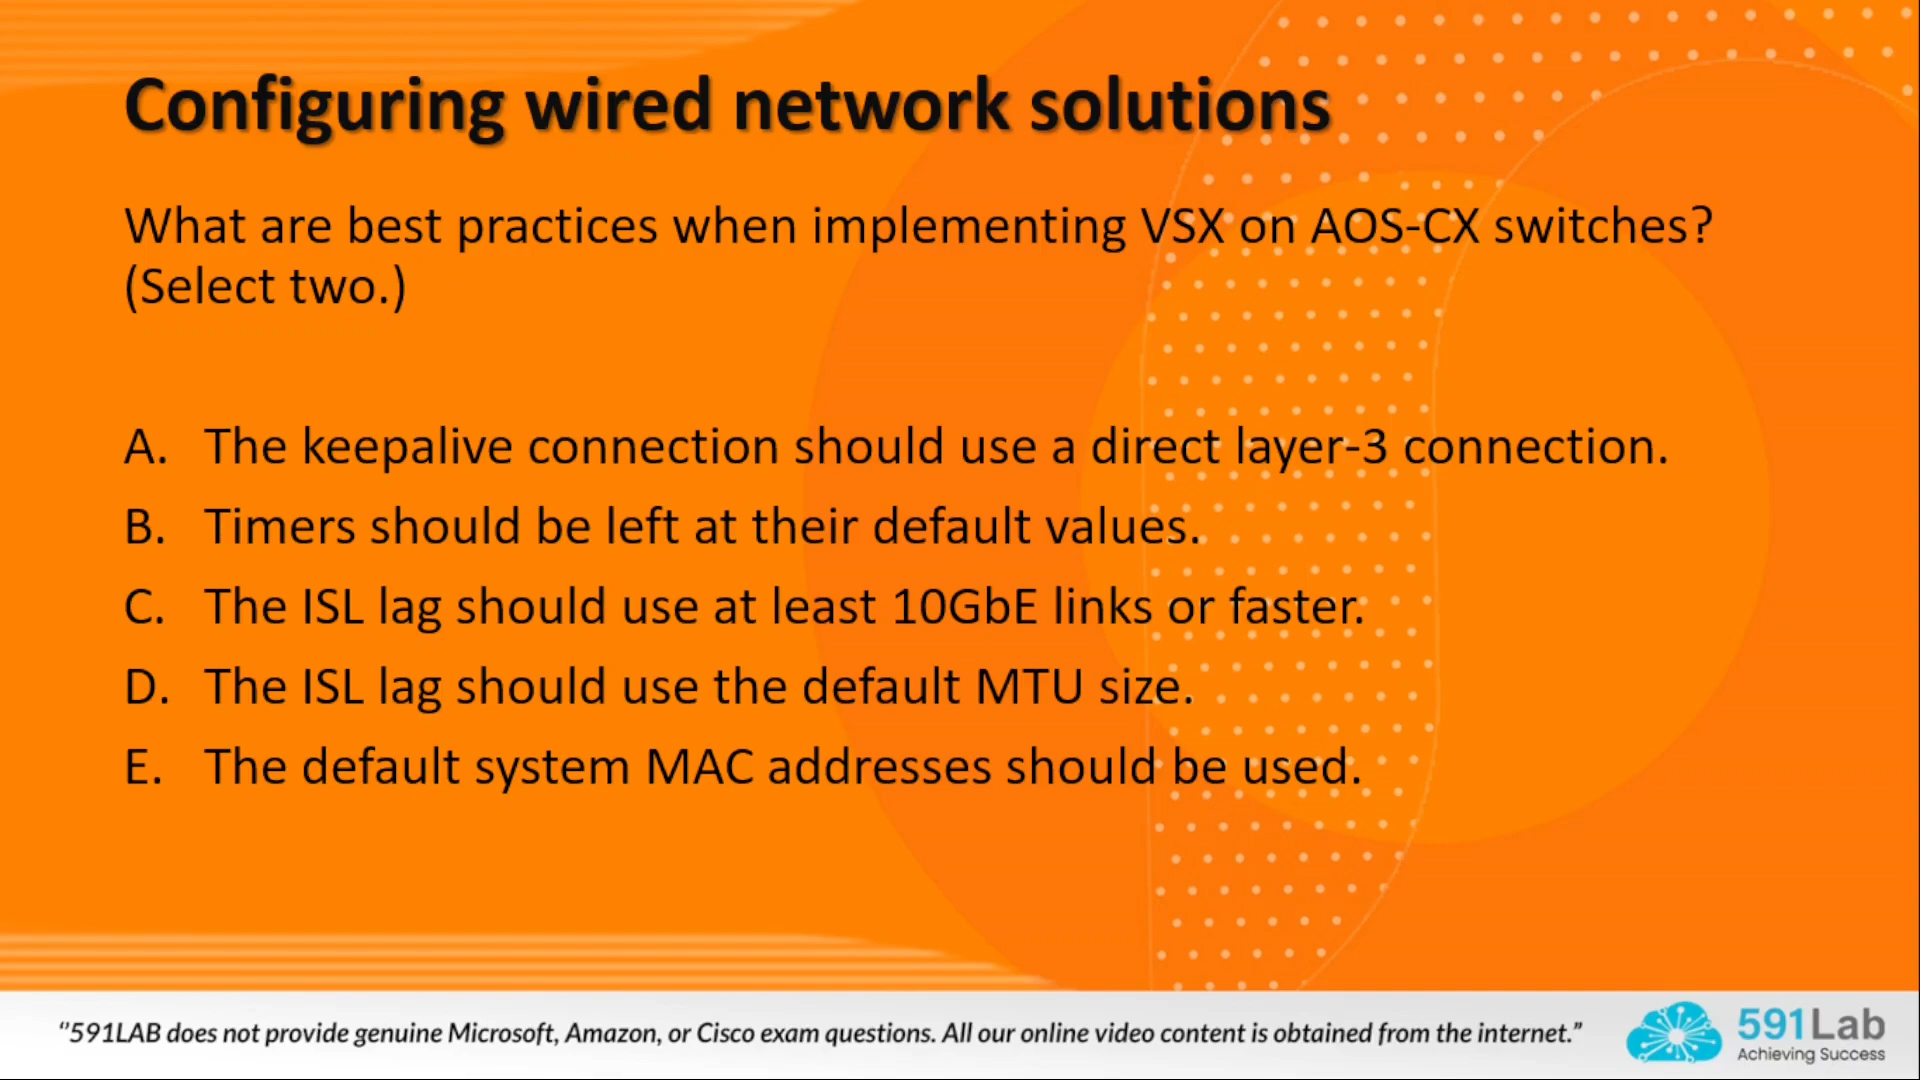 Configuring wired network solutions
What are best practices when implementing VSX on AOS-CX switches?
(Select two.)
A. The keepalive connection should use a direct layer-3 connection.
B. Timers should be left at their default values.
C. The ISL lag should use at least 10GbE links or faster.
D. The ISL lag should use the default MTU size.
E. The default system MAC addresses should be used.
"591LAB does not provide genuine Microsoft, Amazon, or Cisco exam questions. All our online video content is obtained from the internet."
591Lab
Achieving Success